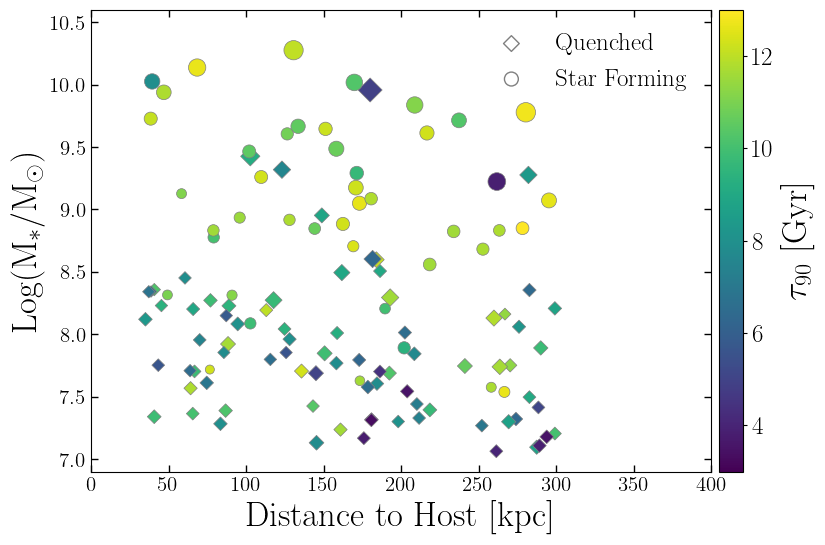 10.5
10.0
9.5
9.0
8.5
8.0
7.5
7.0
Log(M*/M⊙)
0 50 100 150 200 250 300 350 400
Distance to Host [kpc]
Quenched
Star Forming
12
10
8
6
4
τ90 [Gyr]